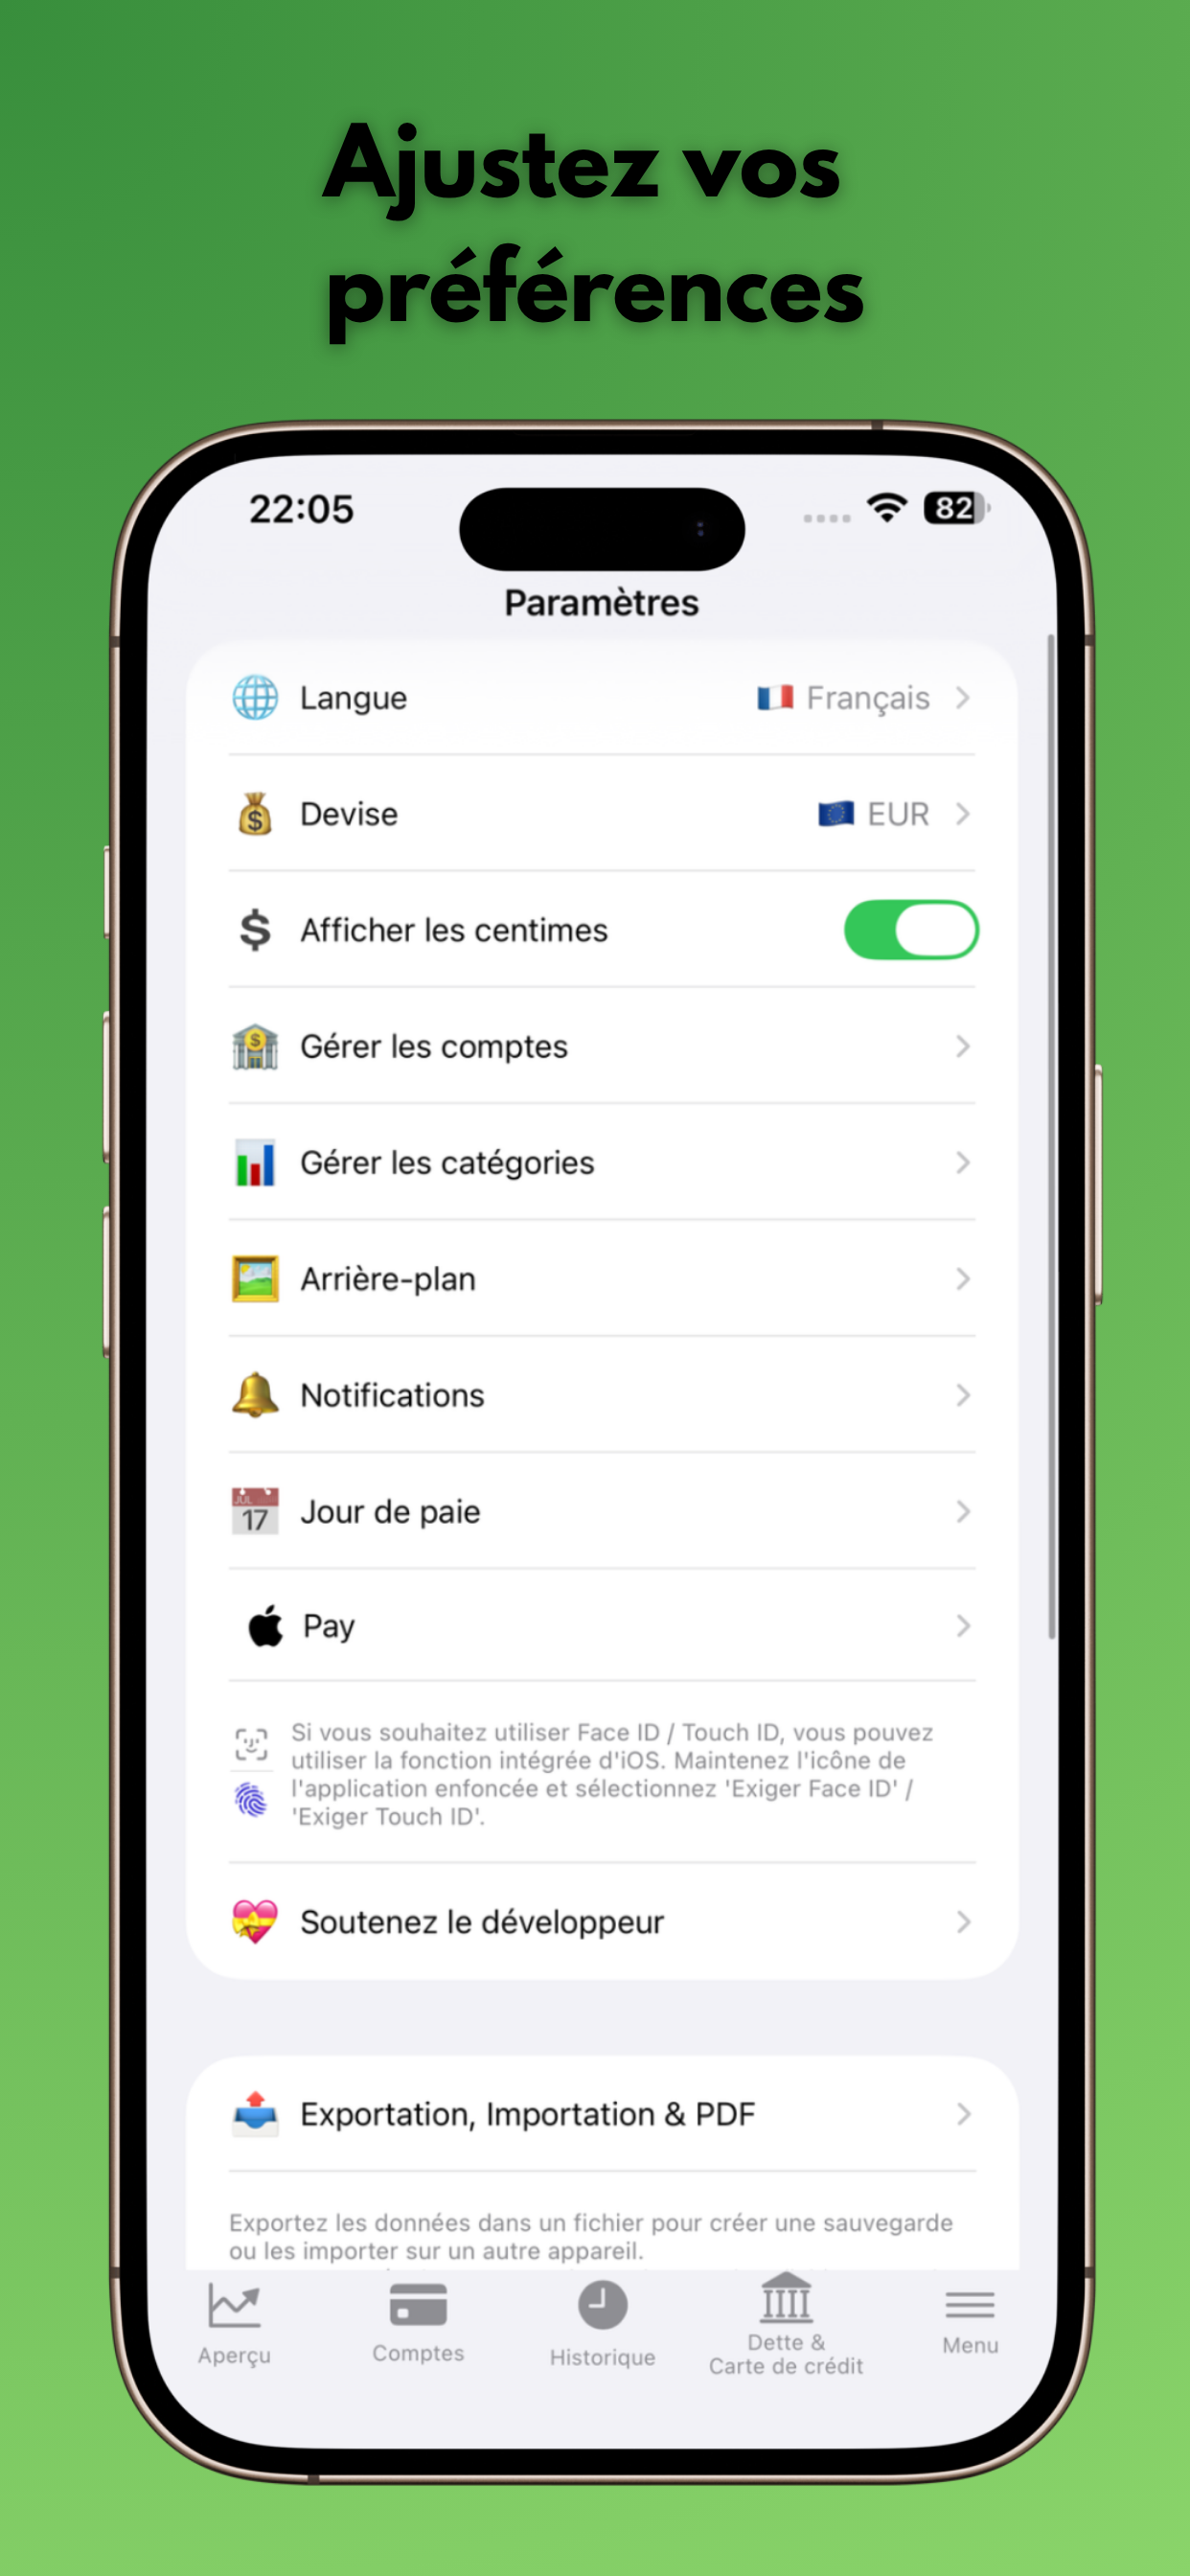 Ajustez vos
préférences
22:05
82
Paramètres
Langue
Français
Devise
EUR
$
Afficher les centimes
Gérer les comptes
Gérer les catégories
Arrière-plan
Notifications
JUL
17
Jour de paie
Pay
Si vous souhaitez utiliser Face ID / Touch ID, vous pouvez
utiliser la fonction intégrée d'iOS. Maintenez l'icône de
l'application enfoncée et sélectionnez 'Exiger Face ID' /
'Exiger Touch ID'.
Soutenez le développeur
Exportation, Importation & PDF
Exportez les données dans un fichier pour créer une sauvegarde
ou les importer sur un autre appareil.
Aperçu
Comptes
Historique
Dette &
Carte de crédit
Menu